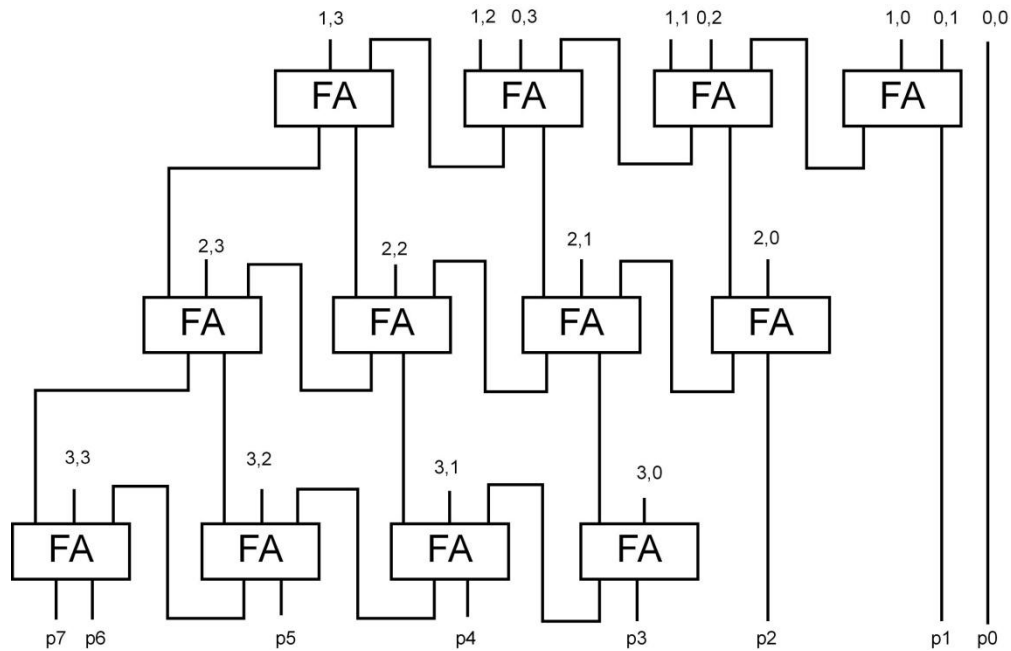 1,3 1,2 0,3 1,1 0,2 1,0 0,1 0,0
FA FA FA FA
2,3 2,2 2,1 2,0
FA FA FA FA
3,3 3,2 3,1 3,0
FA FA FA FA
p7 p6 p5 p4 p3 p2 p1 p0